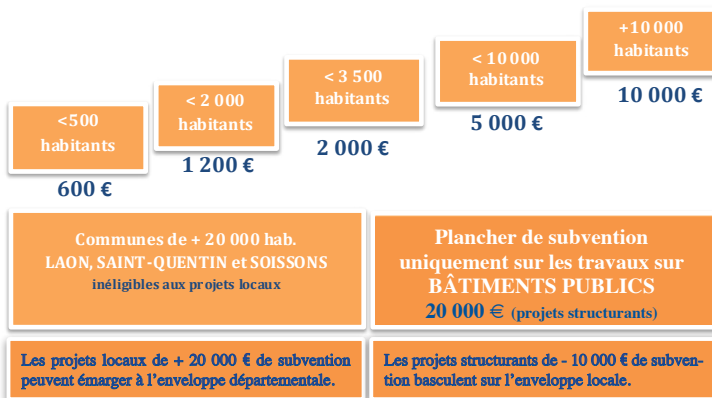 <500
habitants
600 €
< 2 000
habitants
1 200 €
< 3 500
habitants
2 000 €
< 10 000
habitants
5 000 €
+10 000
habitants
10 000 €
Communes de + 20 000 hab.
LAON, SAINT-QUENTIN et SOISSONS
inéligibles aux projets locaux
Plancher de subvention
uniquement sur les travaux sur
BÂTIMENTS PUBLICS
20 000 € (projets structurants)
Les projets locaux de + 20 000 € de subvention
peuvent émarger à l'enveloppe départementale.
Les projets structurants de - 10 000 € de subven-
tion basculent sur l'enveloppe locale.